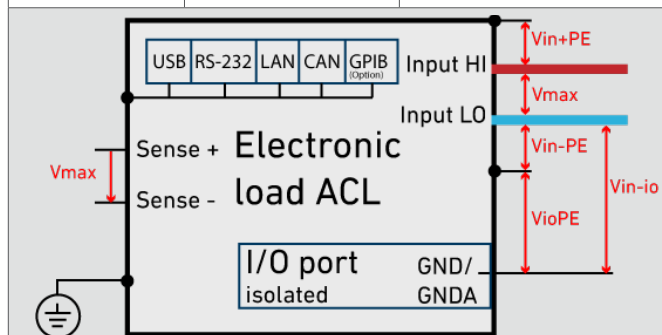 Vin+PE
USB RS-232 LAN CAN GPIB
(Option)
Input HI
Vmax
Input LO
Sense + Electronic
Vin-PE
Vmax
Vin-io
Sense - load ACL
VioPE
I/O port GND/
isolated GNDA